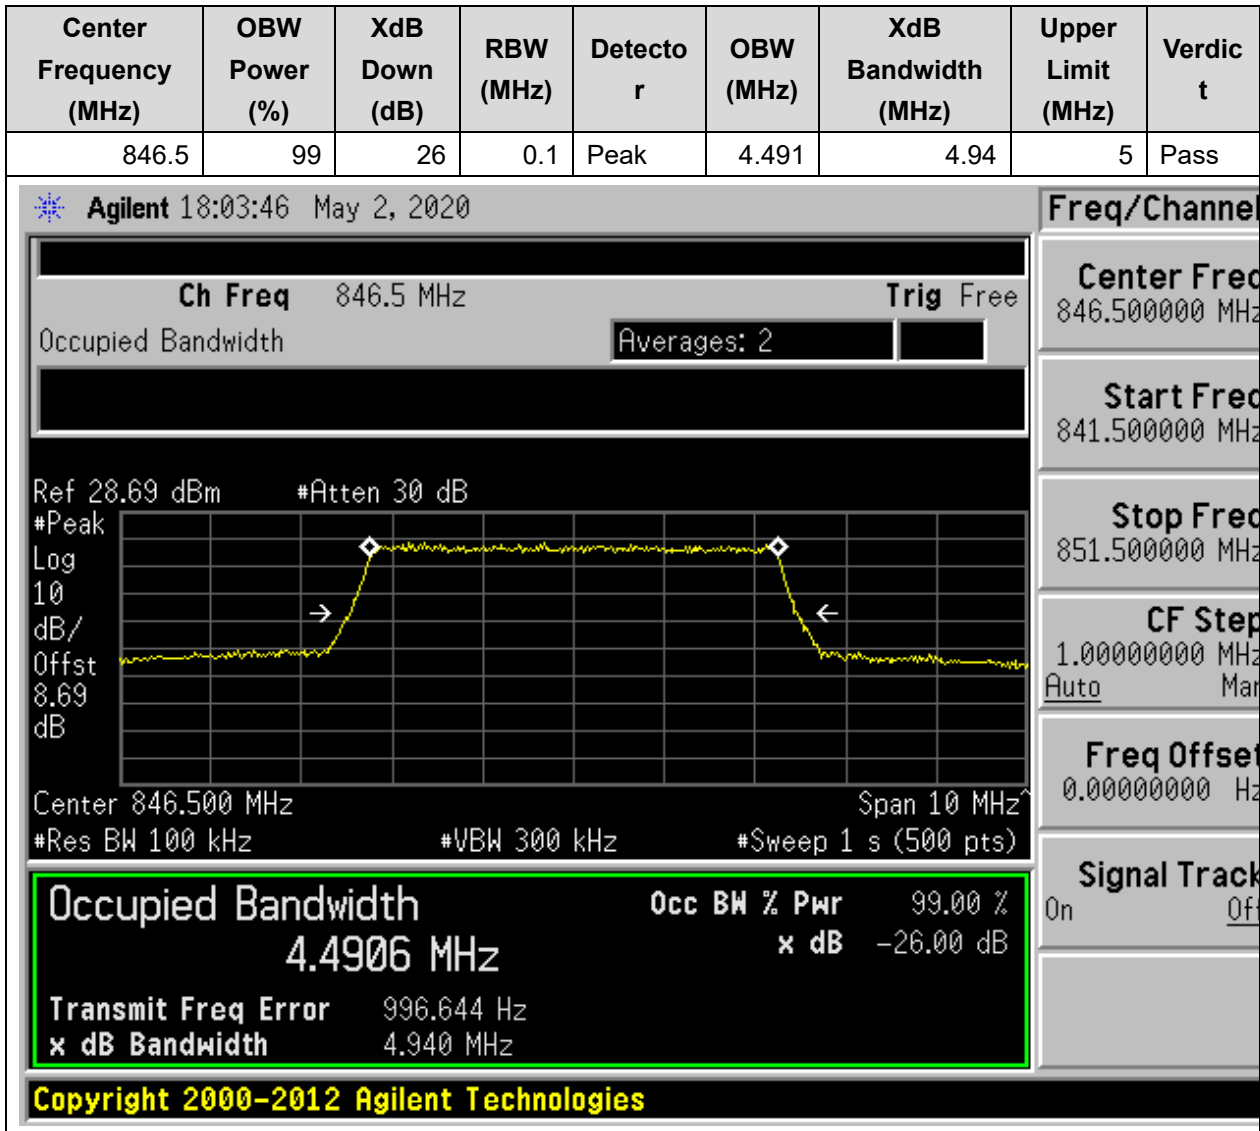 Center Frequency (MHz) OBW Power (%) XdB Down (dB) RBW (MHz) Detector OBW (MHz) XdB Bandwidth (MHz) Upper Limit (MHz) Verdict
846.5 99 26 0.1 Peak 4.491 4.94 5 Pass
Agilent 18:03:46 May 2, 2020
Ch Freq 846.5 MHz Trig Free
Occupied Bandwidth Averages: 2
Ref 28.69 dBm #Atten 30 dB
#Peak
Log
10
dB/
Offst
8.69
dB
Center 846.500 MHz Span 10 MHz^
#Res BW 100 kHz #VBW 300 kHz #Sweep 1 s (500 pts)
Occupied Bandwidth Occ BW % Pwr 99.00 %
4.4906 MHz x dB -26.00 dB
Transmit Freq Error 996.644 Hz
x dB Bandwidth 4.940 MHz
Copyright 2000-2012 Agilent Technologies
Freq/Channel
Center Freq
846.500000 MHz
Start Freq
841.500000 MHz
Stop Freq
851.500000 MHz
CF Step
1.00000000 MHz
Auto Man
Freq Offset
0.00000000 Hz
Signal Track
On Off